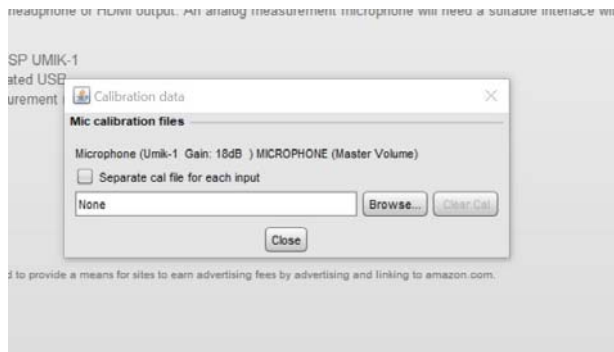 headphone or HDMI output. An analog measurement microphone will need a suitable interface wi
SP UMIK-1
ated USB
urement
Calibration data
Mic calibration files
Microphone (Umik-1 Gain: 18dB ) MICROPHONE (Master Volume)
Separate cal file for each input
None
Browse...
Clear Cal
Close
d to provide a means for sites to earn advertising fees by advertising and linking to amazon.com.